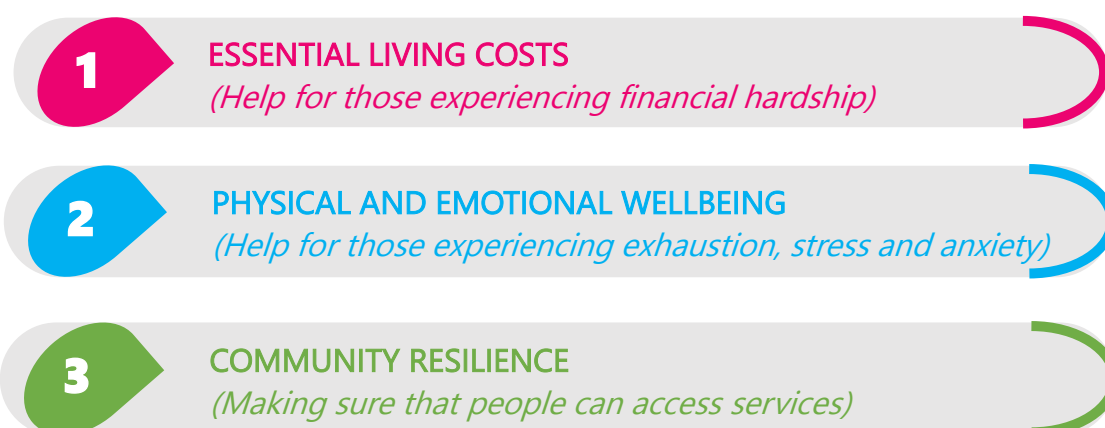 1
ESSENTIAL LIVING COSTS
(Help for those experiencing financial hardship)
2
PHYSICAL AND EMOTIONAL WELLBEING
(Help for those experiencing exhaustion, stress and anxiety)
3
COMMUNITY RESILIENCE
(Making sure that people can access services)